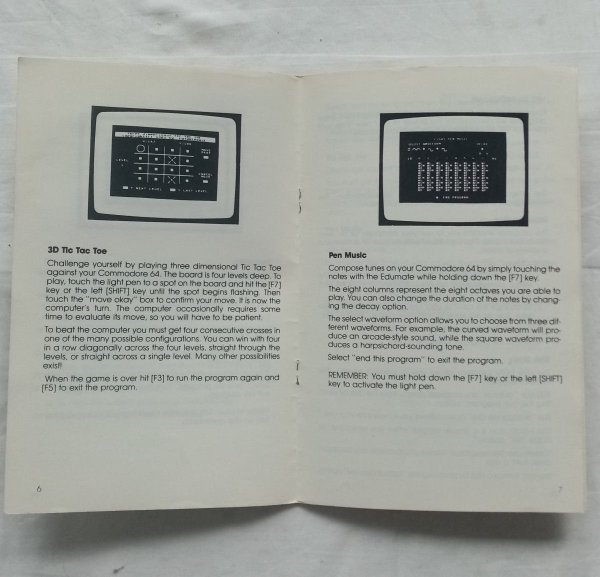 LEVEL
= NEXT LEVEL
= LAST LEVEL
3D Tic Tac Toe
Challenge yourself by playing three dimensional Tic Tac Toe
against your Commodore 64. The board is four levels deep. To
play, touch the light pen to a spot on the board and hit the [F7]
key or the left [SHIFT] key until the spot begins flashing. Then
touch the "move okay" box to confirm your move. It is now the
computer's turn. The computer occasionally requires some
time to evaluate its move, so you will have to be patient.
To beat the computer you must get four consecutive crosses in
one of the many possible configurations. You can win with four
in a row diagonally across the four levels, straight through the
levels, or straight across a single level. Many other possibilities
exist!
When the game is over hit [F3] to run the program again and
[F5] to exit the program.
6
END PROGRAM
Pen Music
Compose tunes on your Commodore 64 by simply touching the
notes with the Edumate while holding down the [F7] key.
The eight columns represent the eight octaves you are able to
play. You can also change the duration of the notes by chang-
ing the decay option.
The select waveform option allows you to choose from three dif-
ferent waveforms. For example, the curved waveform will pro-
duce an arcade-style sound, while the square waveform pro-
duces a harpsichord-sounding tone.
Select "end this program" to exit the program.
REMEMBER: You must hold down the [F7] key or the left [SHIFT]
key to activate the light pen.
7